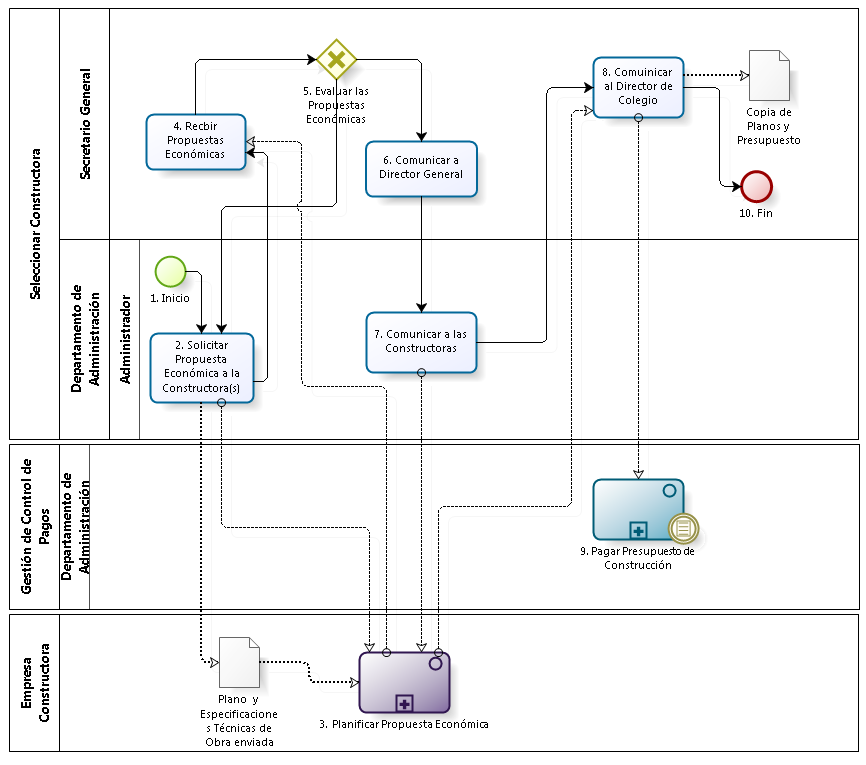 Seleccionar Constructora
Secretario General
4. Recbir
Propuestas
Económicas
5. Evaluar las
Propuestas
Económicas
6. Comunicar a
Director General
8. Comuinicar
al Director de
Colegio
Copia de
Planos y
Presupuesto
10. Fin
Departamento de
Administración
Administrador
1. Inicio
2. Solicitar
Propuesta
Económica a la
Constructora(s)
7. Comunicar a las
Constructoras
Gestión de Control de
Pagos
Departamento de
Administración
9. Pagar Presupuesto de
Construcción
Empresa
Constructora
Plano y
Especificacione
s Técnicas de
Obra enviada
3. Planificar Propuesta Económica